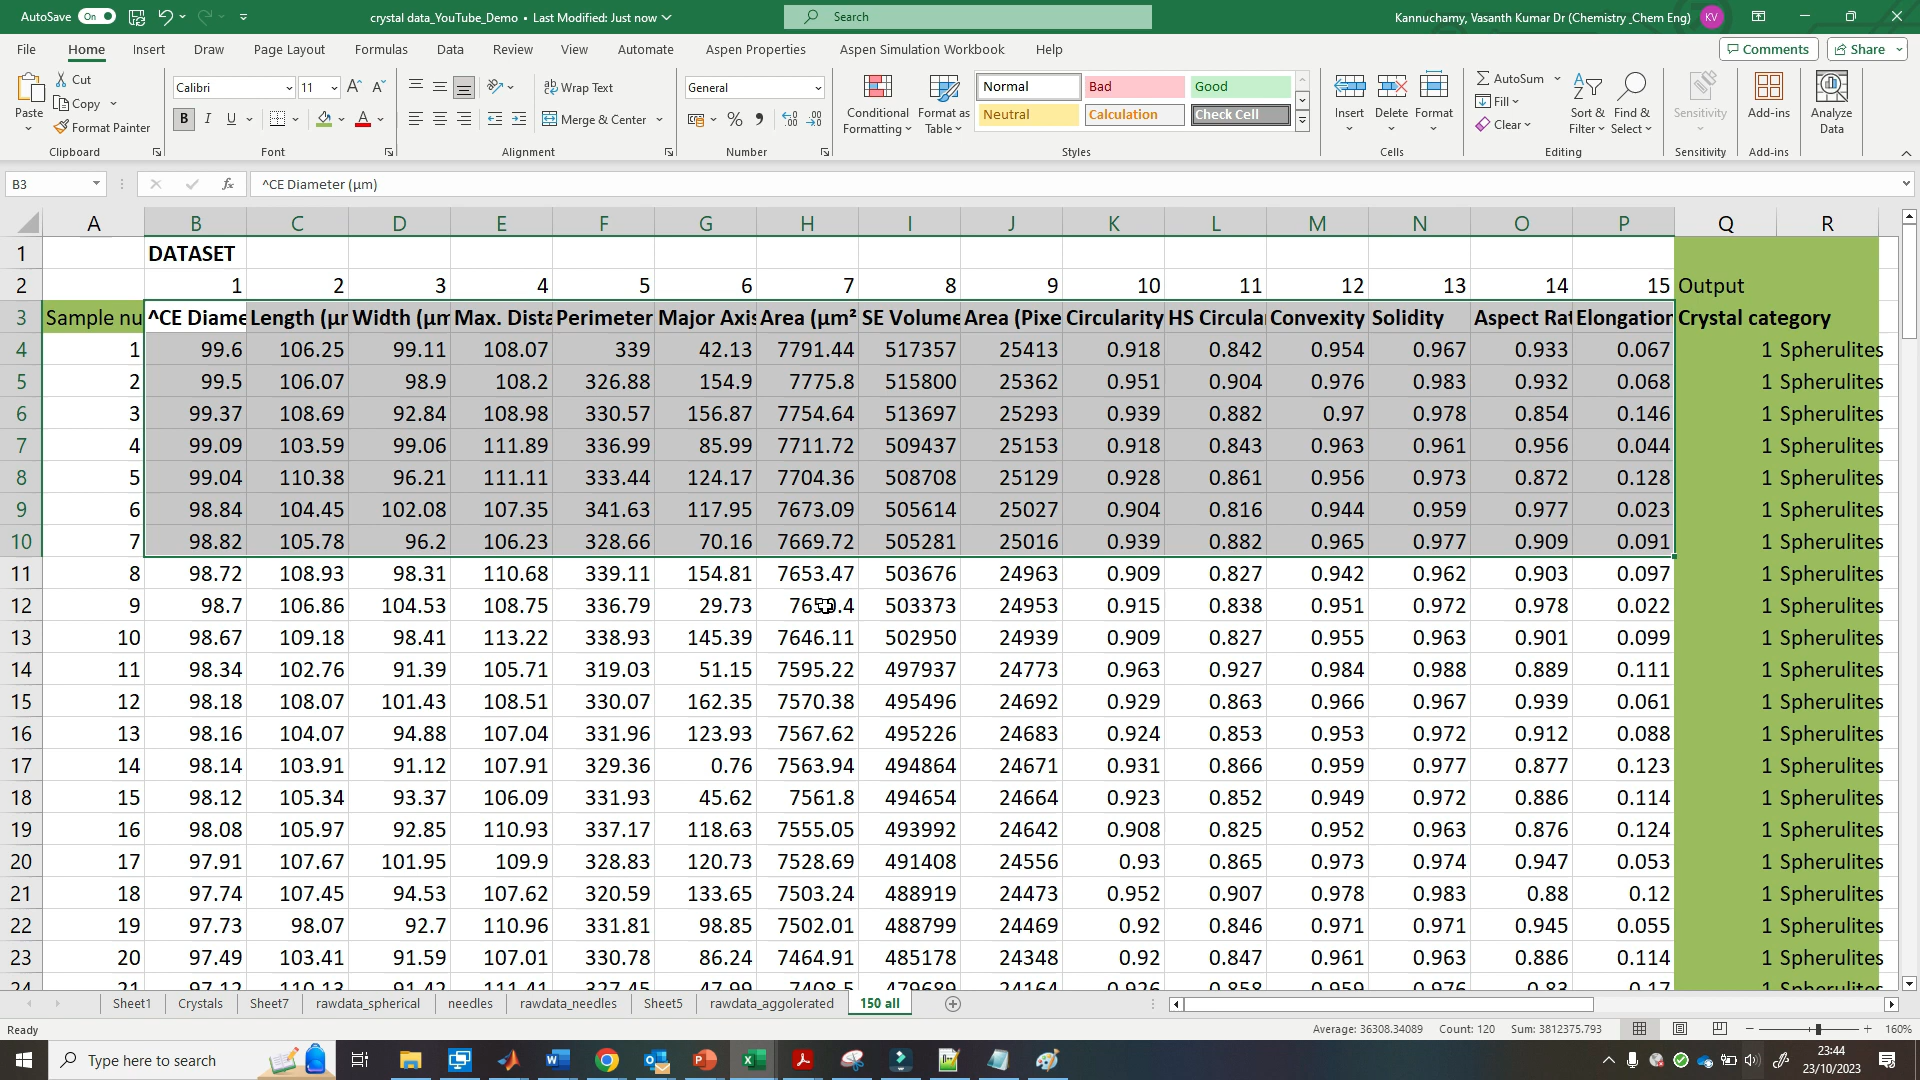 AutoSave On
crystal data_YouTube_Demo • Last Modified: Just now
Search
Kannuchamy, Vasanth Kumar Dr (Chemistry _Chem Eng) KV
File Home Insert Draw Page Layout Formulas Data Review View Automate Aspen Properties Aspen Simulation Workbook Help Comments Share
Paste Cut Copy Format Painter Clipboard
Calibri 11 B I U A A Font
Wrap Text Merge & Center Alignment
General % Number
Conditional Formatting Format as Table
Normal Bad Good
Neutral Calculation Check Cell
Styles
Insert Delete Format Cells
AutoSum Fill Clear Sort & Filter Find & Select Editing
Sensitivity Sensitivity
Add-ins Add-ins
Analyze Data
B3 fx ^CE Diameter (μm)
A B C D E F G H I J K L M N O P Q R
1 DATASET
2 1 2 3 4 5 6 7 8 9 10 11 12 13 14 15 Output
3 Sample nu ^CE Diame Length (μm Width (μm Max. Dista Perimeter Major Axis Area (μm² SE Volume Area (Pixe Circularity HS Circula Convexity Solidity Aspect Rat Elongation Crystal category
4 1 99.6 106.25 99.11 108.07 339 42.13 7791.44 517357 25413 0.918 0.842 0.954 0.967 0.933 0.067 1 Spherulites
5 2 99.5 106.07 98.9 108.2 326.88 154.9 7775.8 515800 25362 0.951 0.904 0.976 0.983 0.932 0.068 1 Spherulites
6 3 99.37 108.69 92.84 108.98 330.57 156.87 7754.64 513697 25293 0.939 0.882 0.97 0.978 0.854 0.146 1 Spherulites
7 4 99.09 103.59 99.06 111.89 336.99 85.99 7711.72 509437 25153 0.918 0.843 0.963 0.961 0.956 0.044 1 Spherulites
8 5 99.04 110.38 96.21 111.11 333.44 124.17 7704.36 508708 25129 0.928 0.861 0.956 0.973 0.872 0.128 1 Spherulites
9 6 98.84 104.45 102.08 107.35 341.63 117.95 7673.09 505614 25027 0.904 0.816 0.944 0.959 0.977 0.023 1 Spherulites
10 7 98.82 105.78 96.2 106.23 328.66 70.16 7669.72 505281 25016 0.939 0.882 0.965 0.977 0.909 0.091 1 Spherulites
11 8 98.72 108.93 98.31 110.68 339.11 154.81 7653.47 503676 24963 0.909 0.827 0.942 0.962 0.903 0.097 1 Spherulites
12 9 98.7 106.86 104.53 108.75 336.79 29.73 503373 24953 0.915 0.838 0.951 0.972 0.978 0.022 1 Spherulites
13 10 98.67 109.18 98.41 113.22 338.93 145.39 7646.11 502950 24939 0.909 0.827 0.955 0.963 0.901 0.099 1 Spherulites
14 11 98.34 102.76 91.39 105.71 319.03 51.15 7595.22 497937 24773 0.963 0.927 0.984 0.988 0.889 0.111 1 Spherulites
15 12 98.18 108.07 101.43 108.51 330.07 162.35 7570.38 495496 24692 0.929 0.863 0.966 0.967 0.939 0.061 1 Spherulites
16 13 98.16 104.07 94.88 107.04 331.96 123.93 7567.62 495226 24683 0.924 0.853 0.953 0.972 0.912 0.088 1 Spherulites
17 14 98.14 103.91 91.12 107.91 329.36 0.76 7563.94 494864 24671 0.931 0.866 0.959 0.977 0.877 0.123 1 Spherulites
18 15 98.12 105.34 93.37 106.09 331.93 45.62 7561.8 494654 24664 0.923 0.852 0.949 0.972 0.886 0.114 1 Spherulites
19 16 98.08 105.97 92.85 110.93 337.17 118.63 7555.05 493992 24642 0.908 0.825 0.952 0.963 0.876 0.124 1 Spherulites
20 17 97.91 107.67 101.95 109.9 328.83 120.73 7528.69 491408 24556 0.93 0.865 0.973 0.974 0.947 0.053 1 Spherulites
21 18 97.74 107.45 94.53 107.62 320.59 133.65 7503.24 488919 24473 0.952 0.907 0.978 0.983 0.88 0.12 1 Spherulites
22 19 97.73 98.07 92.7 110.96 331.81 98.85 7502.01 488799 24469 0.92 0.846 0.971 0.971 0.945 0.055 1 Spherulites
23 20 97.49 103.41 91.59 107.01 330.78 86.24 7464.91 485178 24348 0.92 0.847 0.961 0.963 0.886 0.114 1 Spherulites
Sheet1 Crystals Sheet7 rawdata_spherical needles rawdata_needles Sheet5 rawdata_aggolerated 150 all
Ready Average: 36308.34089 Count: 120 Sum: 3812375.793 160%
Type here to search
23:44
23/10/2023